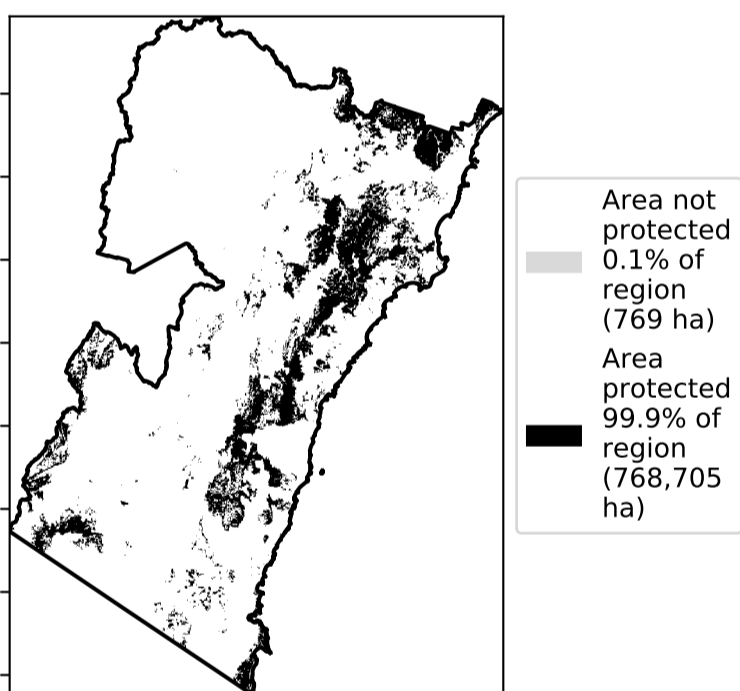 Area not
protected
0.1% of
region
(769 ha)
Area
protected
99.9% of
region
(768,705
ha)